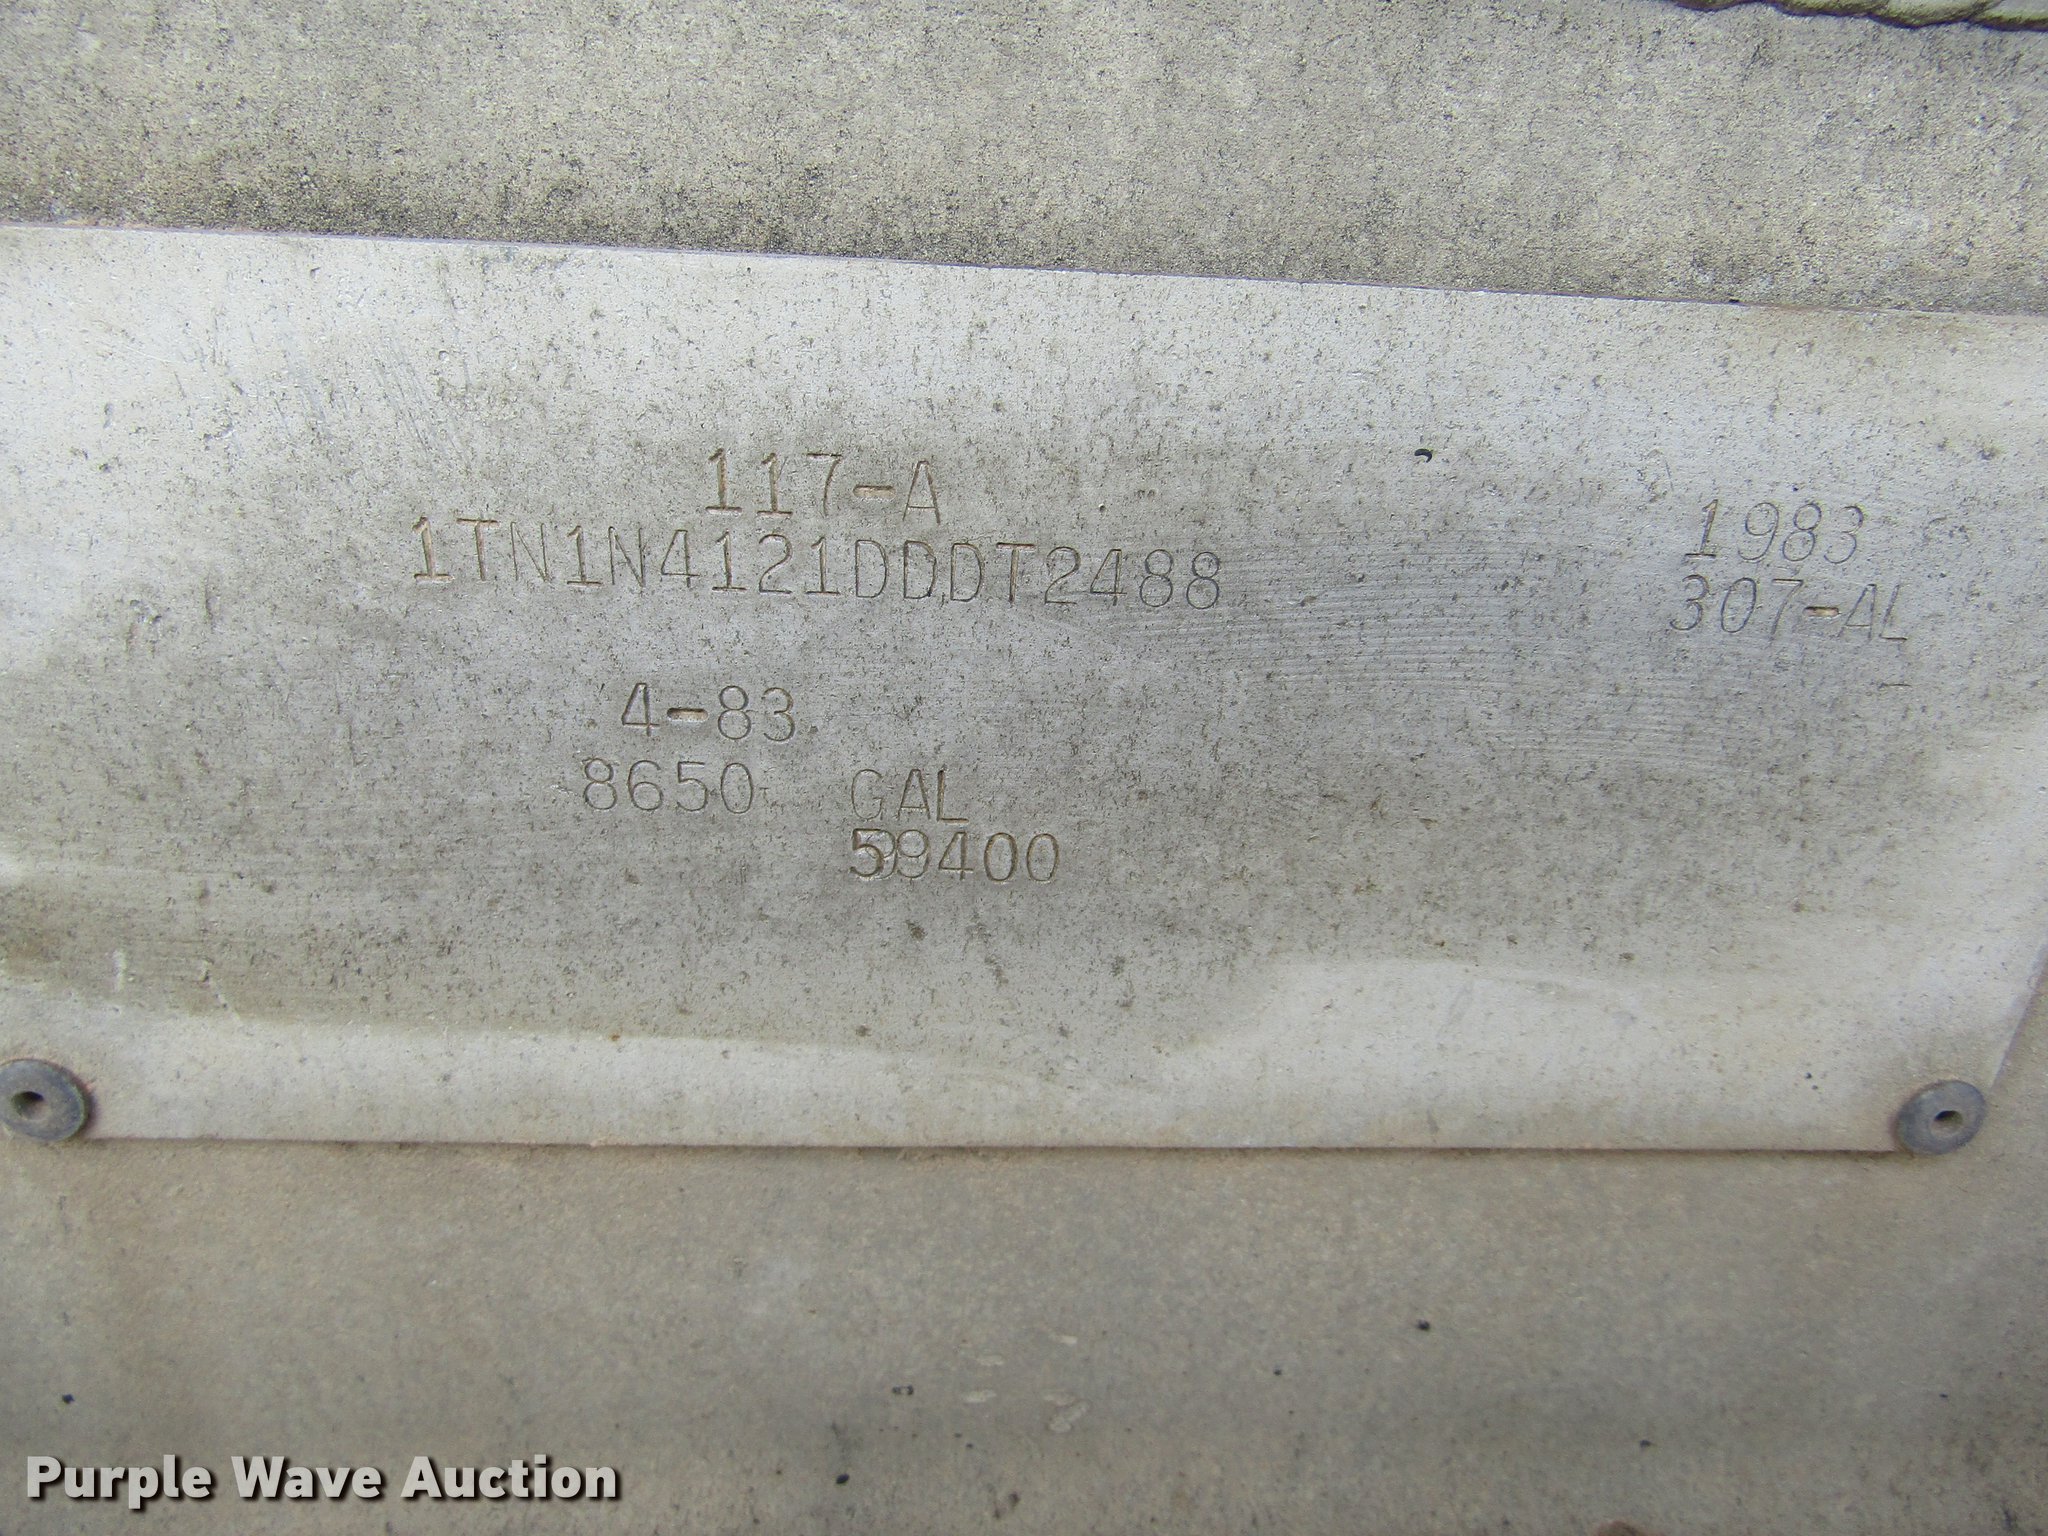 117-A
1TN1N4121DDDT2488
1983
307-AL
4-83
8650 GAL
59400
Purple Wave Auction